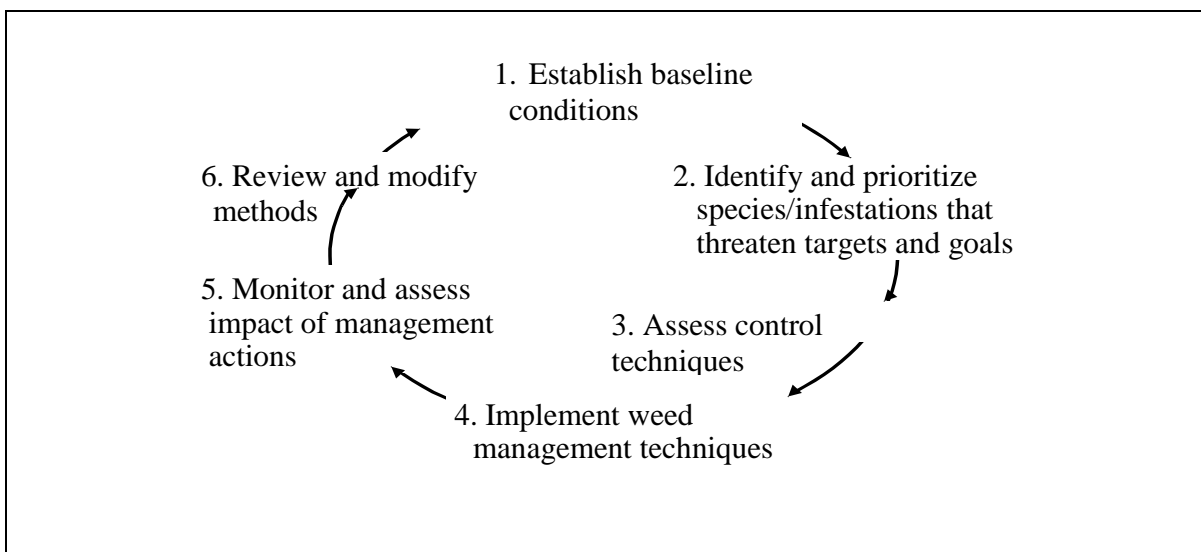 1. Establish baseline
conditions
2. Identify and prioritize
species/infestations that
threaten targets and goals
3. Assess control
techniques
4. Implement weed
management techniques
5. Monitor and assess
impact of management
actions
6. Review and modify
methods